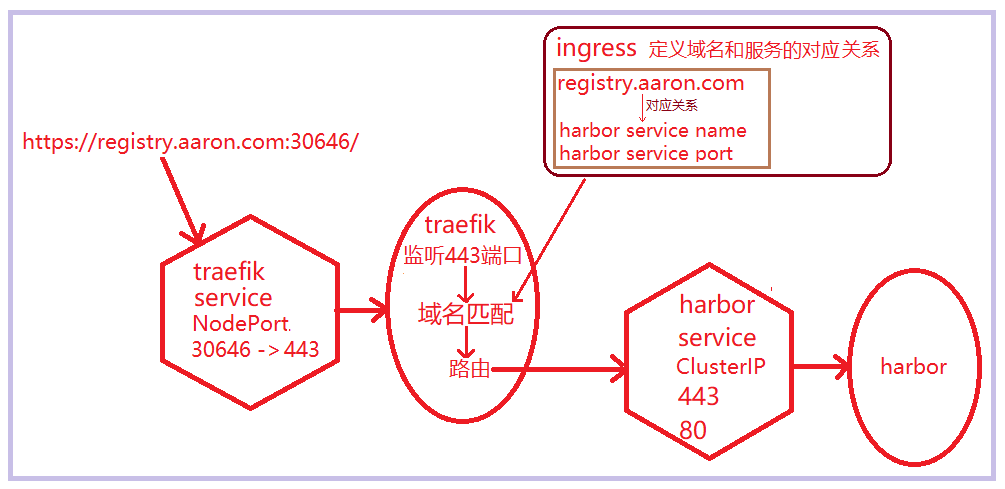 ingress 定义域名和服务的对应关系
registry.aaron.com
对应关系
harbor service name
harbor service port
https://registry.aaron.com:30646/
traefik
service
NodePort
30646 ->443
traefik
监听443端口
域名匹配
路由
harbor
service
ClusterIP
443
80
harbor